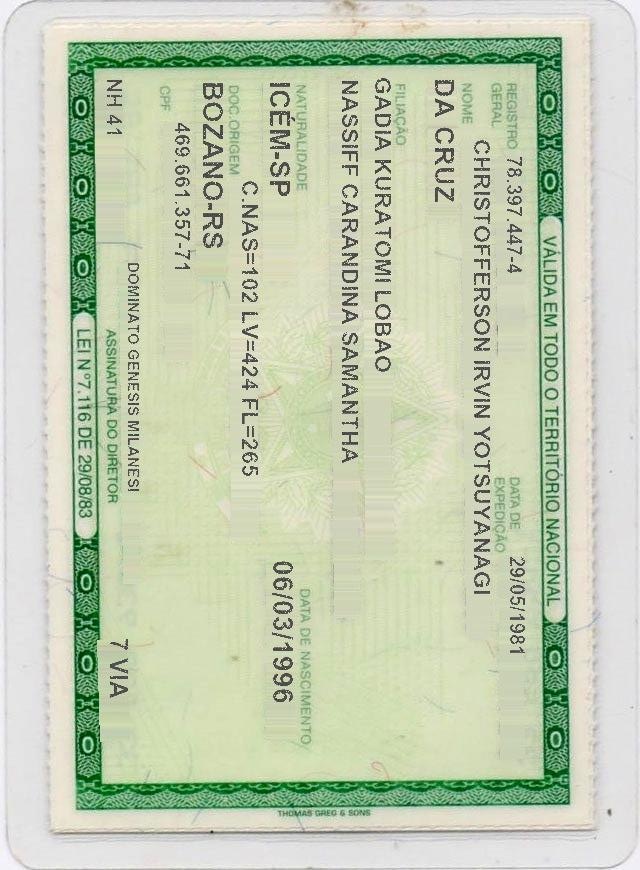 VÁLIDA EM TODO O TERRITÓRIO NACIONAL
REGISTRO GERAL 78.397.447-4 DATA DE EXPEDIÇÃO 29/05/1981
NOME
CHRISTOFFERSON IRVIN YOTSUYANAGI
DA CRUZ
FILIAÇÃO
GADIA KURATOMI LOBAO
NASSIFF CARANDINA SAMANTHA
NATURALIDADE DATA DE NASCIMENTO
ICÉM-SP 06/03/1996
DOC. ORIGEM C.NAS=102 LV=424 FL=265
BOZANO-RS
CPF 469.661.357-71
DOMINATO GENESIS MILANESI
NH 41 7 VIA
ASSINATURA DO DIRETOR
LEI Nº 7.116 DE 29/08/83
THOMAS GREG & SONS